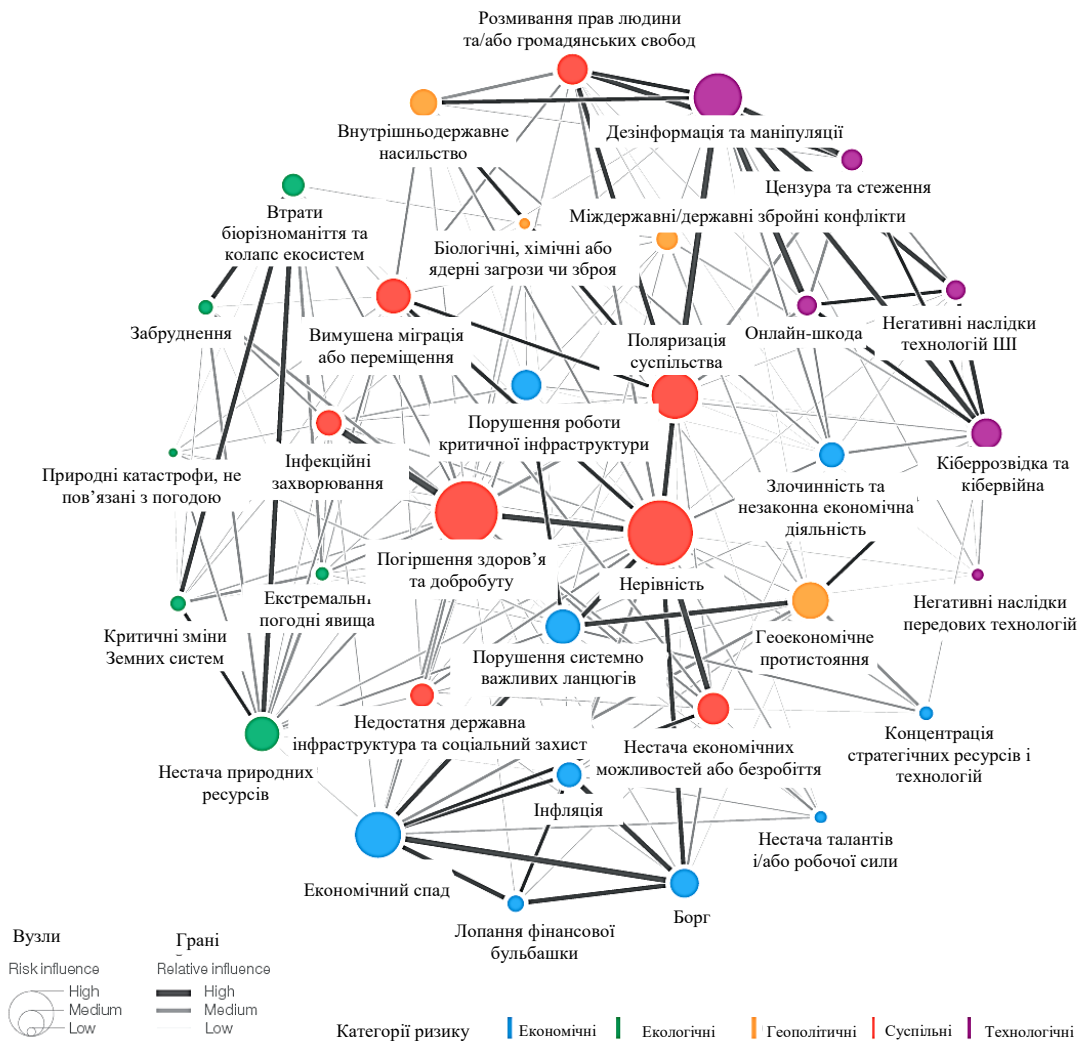 Розмивання прав людини
та/або громадянських свобод
Внутрішньодержавне
насильство
Дезінформація та маніпуляції
Цензура та стеження
Втрати
біорізноманіття та
колапс екосистем
Біологічні, хімічні або
ядерні загрози чи зброя
Міждержавні/державні збройні конфлікти
Забруднення
Вимушена міграція
або переміщення
Поляризація
суспільства
Онлайн-шкода
Негативні наслідки
технологій ШІ
Порушення роботи
критичної інфраструктури
Природні катастрофи, не
пов’язані з погодою
Інфекційні
захворювання
Злочинність та
незаконна економічна
діяльність
Кіберрозвідка та
кібервійна
Погіршення здоров’я
та добробуту
Нерівність
Екстремальн
погодні явища
Критичні зміни
Земних систем
Негативні наслідки
передових технологій
Геоекономічне
протистояння
Порушення системно
важливих ланцюгів
Недостатня державна
інфраструктура та соціальний захист
Нестача економічних
можливостей або безробіття
Концентрація
стратегічних ресурсів і
технологій
Нестача природних
ресурсів
Інфляція
Нестача талантів
і/або робочої сили
Економічний спад
Борг
Лопання фінансової
бульбашки
Вузли
Risk influence
High
Medium
Low
Грані
Relative influence
High
Medium
Low
Категорії ризику
Економічні
Екологічні
Геополітичні
Суспільні
Технологічні